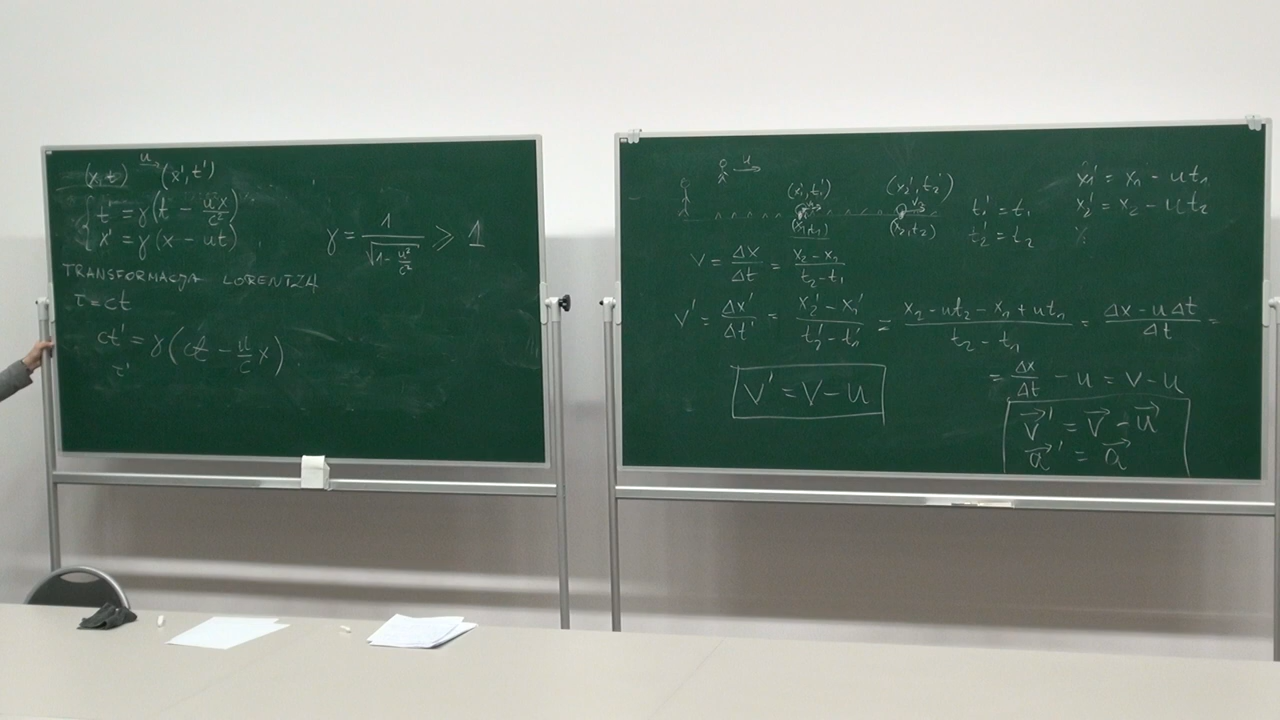 (x,t) u→ (x',t')
{ t' = γ(t - u x/c²)
x' = γ(x - ut)
γ = 1/√(1 - u²/c²) ⩾ 1
TRANSFORMACJA LORENTZA
τ = ct
ct' = γ(ct - u/c x)
τ'
u→
(x₁',t₁') (x₂',t₂')
(x₁,t₁) (x₂,t₂)
t₁' = t₁
t₂' = t₂
x₁' = x₁ - ut₁
x₂' = x₂ - ut₂
v = Δx/Δt = (x₂-x₁)/(t₂-t₁)
v' = Δx'/Δt' = (x₂'-x₁')/(t₂'-t₁') = (x₂-ut₂-x₁+ut₁)/(t₂-t₁) = (Δx-uΔt)/Δt =
= Δx/Δt - u = v-u
v' = v-u
v⃗' = v⃗ - u⃗
a⃗' = a⃗